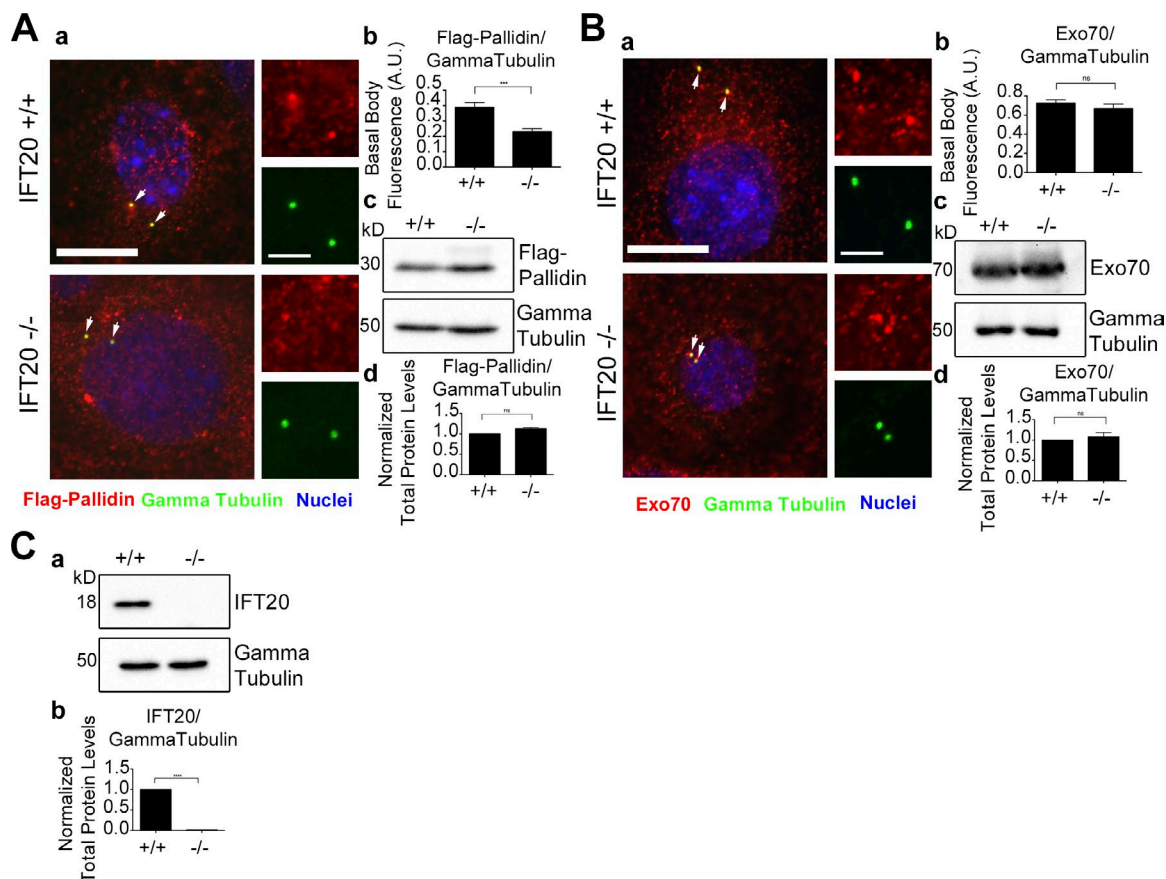 A
a
IFT20 +/+
IFT20 -/-
Flag-Pallidin Gamma Tubulin Nuclei
b
Flag-Pallidin/
GammaTubulin
Basal Body
Fluorescence (A.U.)
0.5
0.4
0.3
0.2
0.1
0.0
***
+/+ -/-
c
+/+ -/-
kD
30
Flag-
Pallidin
50
Gamma
Tubulin
d
Flag-Pallidin/
GammaTubulin
Normalized
Total Protein Levels
1.5
1.0
0.5
0.0
ns
+/+ -/-
B
a
IFT20 +/+
IFT20 -/-
Exo70 Gamma Tubulin Nuclei
b
Exo70/
GammaTubulin
Basal Body
Fluorescence (A.U.)
0.8
0.6
0.4
0.2
0.0
ns
+/+ -/-
c
+/+ -/-
kD
70
Exo70
50
Gamma
Tubulin
d
Exo70/
GammaTubulin
Normalized
Total Protein Levels
1.5
1.0
0.5
0.0
ns
+/+ -/-
C
a
+/+ -/-
kD
18
IFT20
50
Gamma
Tubulin
b
IFT20/
GammaTubulin
Normalized
Total Protein Levels
1.5
1.0
0.5
0.0
****
+/+ -/-